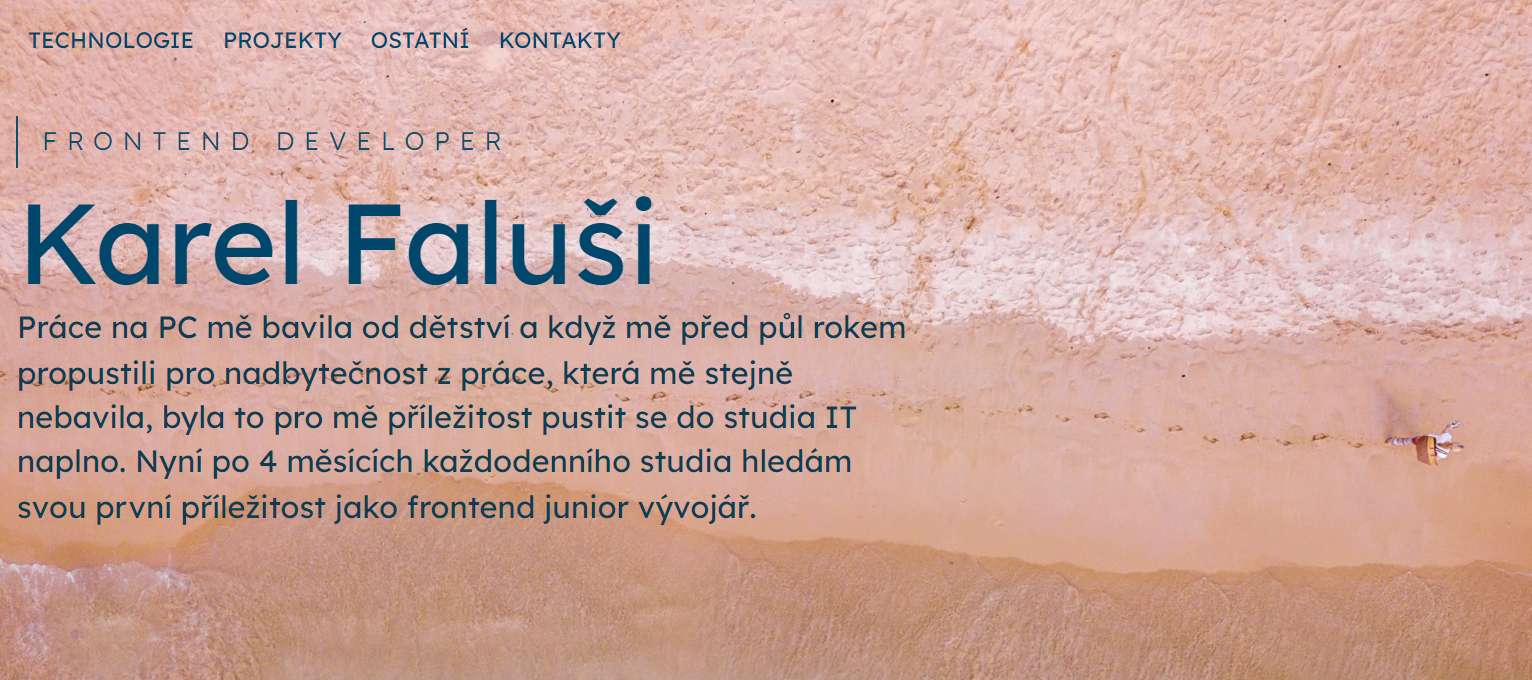 TECHNOLOGIE PROJEKTY OSTATNÍ KONTAKTY
FRONTEND DEVELOPER
Karel Faluši
Práce na PC mě bavila od dětství a když mě před půl rokem
propustili pro nadbytečnost z práce, která mě stejně
nebavila, byla to pro mě příležitost pustit se do studia IT
naplno. Nyní po 4 měsících každodenního studia hledám
svou první příležitost jako frontend junior vývojář.